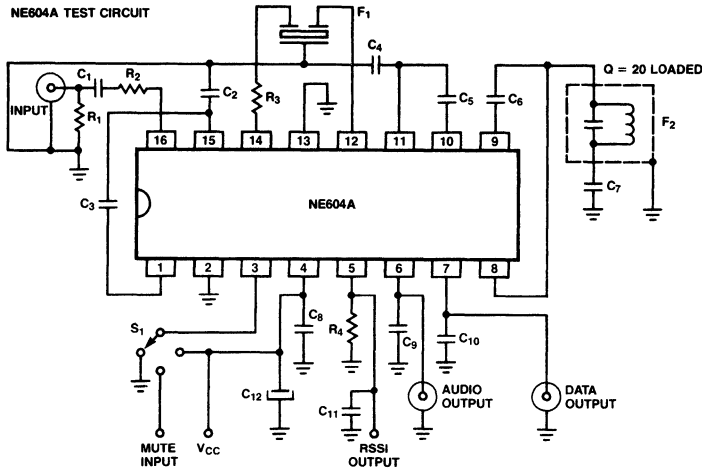 NE604A TEST CIRCUIT
F1
C4
Q = 20 LOADED
C1
R2
INPUT
R1
C2
R3
C5
C6
F2
C7
16 15 14 13 12 11 10 9
C3
NE604A
1 2 3 4 5 6 7 8
S1
C8
R4
C9
C10
C12
C11
AUDIO
OUTPUT
DATA
OUTPUT
MUTE
INPUT
VCC
RSSI
OUTPUT